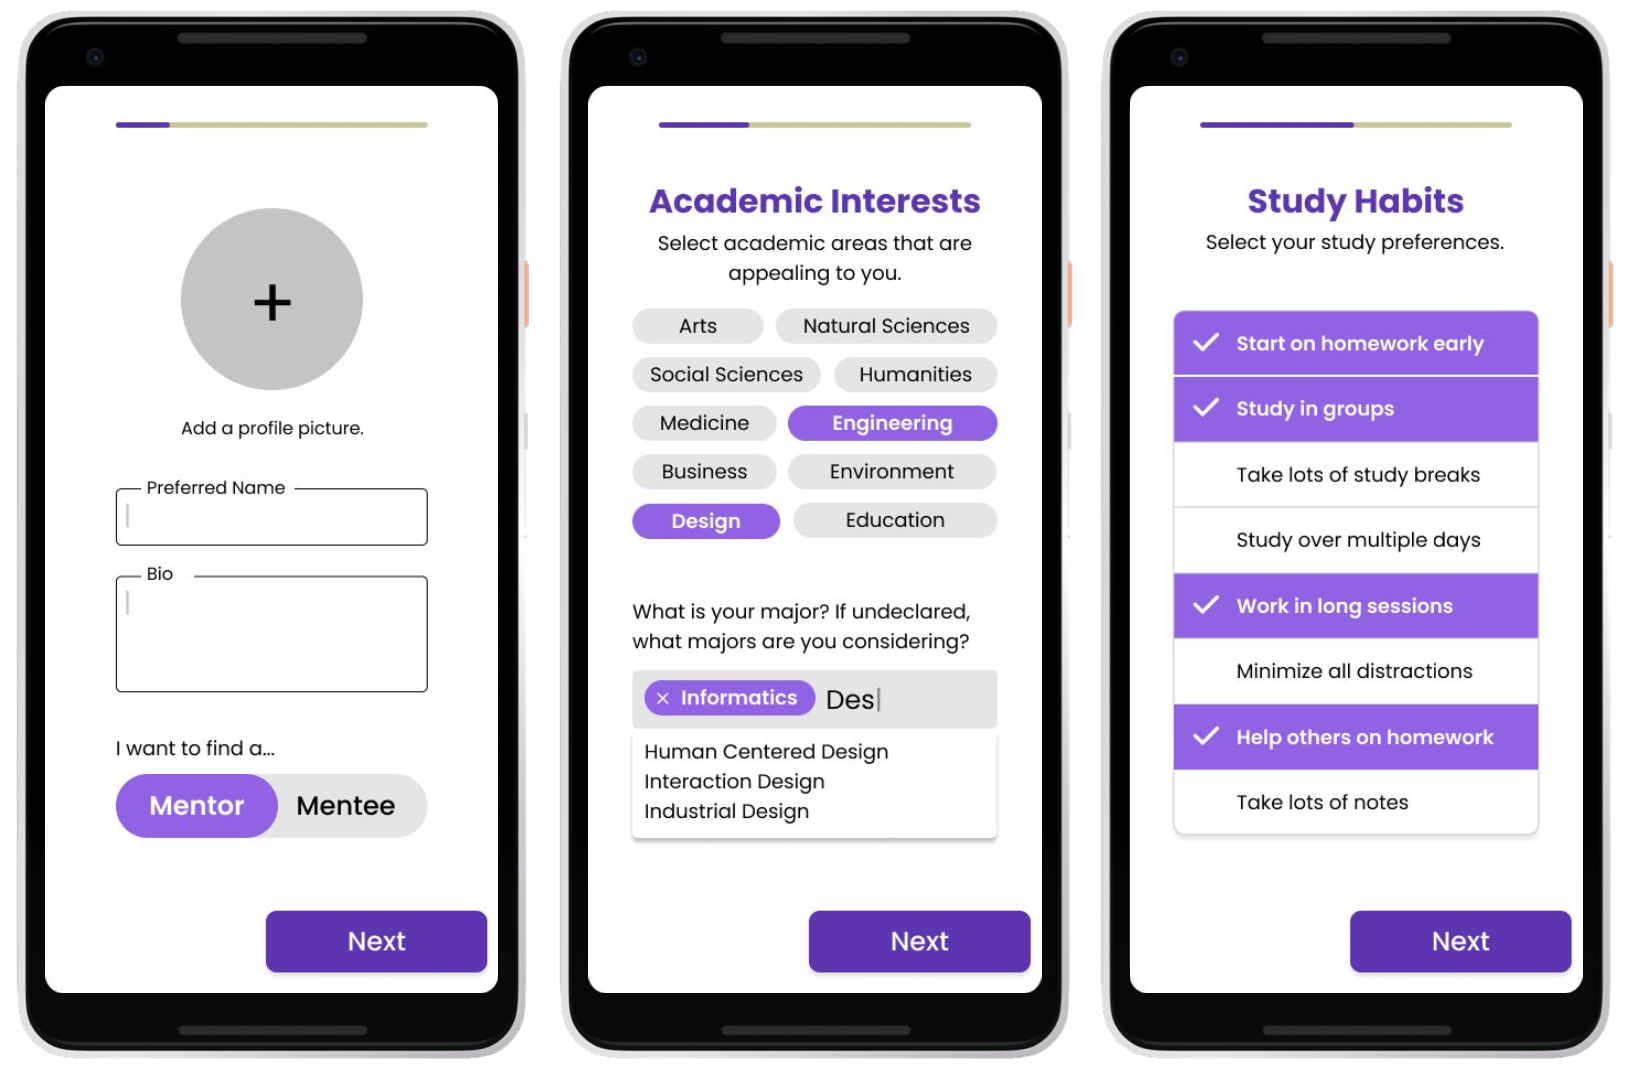 Add a profile picture.
Preferred Name
Bio
I want to find a...
Mentor Mentee
Next
Academic Interests
Select academic areas that are
appealing to you.
Arts Natural Sciences
Social Sciences Humanities
Medicine Engineering
Business Environment
Design Education
What is your major? If undeclared,
what majors are you considering?
× Informatics Des
Human Centered Design
Interaction Design
Industrial Design
Next
Study Habits
Select your study preferences.
Start on homework early
Study in groups
Take lots of study breaks
Study over multiple days
Work in long sessions
Minimize all distractions
Help others on homework
Take lots of notes
Next